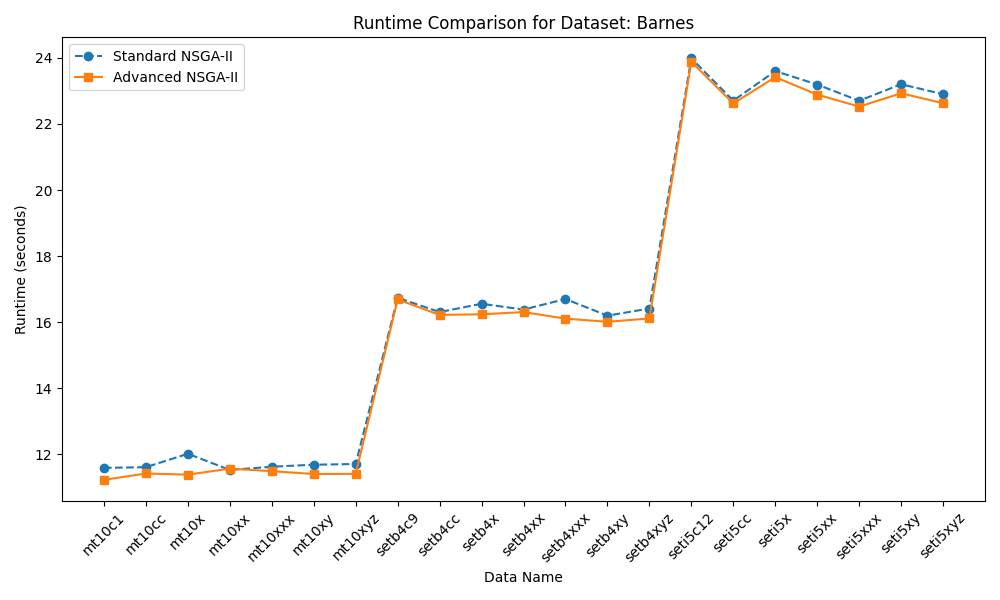 Runtime Comparison for Dataset: Barnes
Standard NSGA-II
Advanced NSGA-II
Runtime (seconds)
24
22
20
18
16
14
12
mt10c1
mt10cc
mt10x
mt10xx
mt10xxx
mt10xy
mt10xyz
setb4c9
setb4cc
setb4x
setb4xx
setb4xxx
setb4xy
setb4xyz
seti5c12
seti5cc
seti5x
seti5xx
seti5xxx
seti5xy
seti5xyz
Data Name